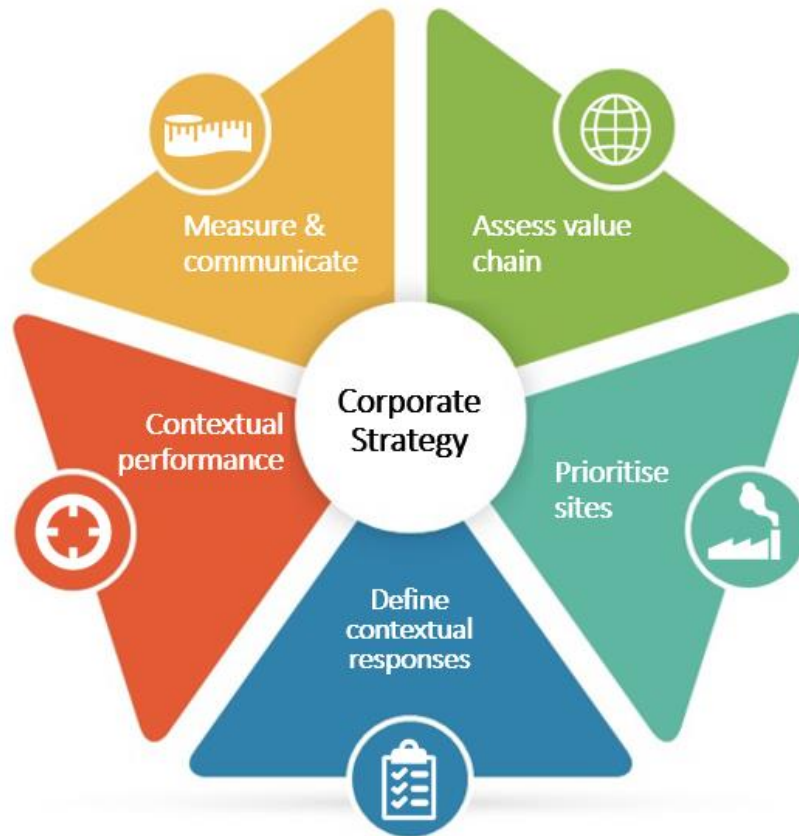 Measure &
communicate
Assess value
chain
Contextual
performance
Corporate
Strategy
Prioritise
sites
Define
contextual
responses